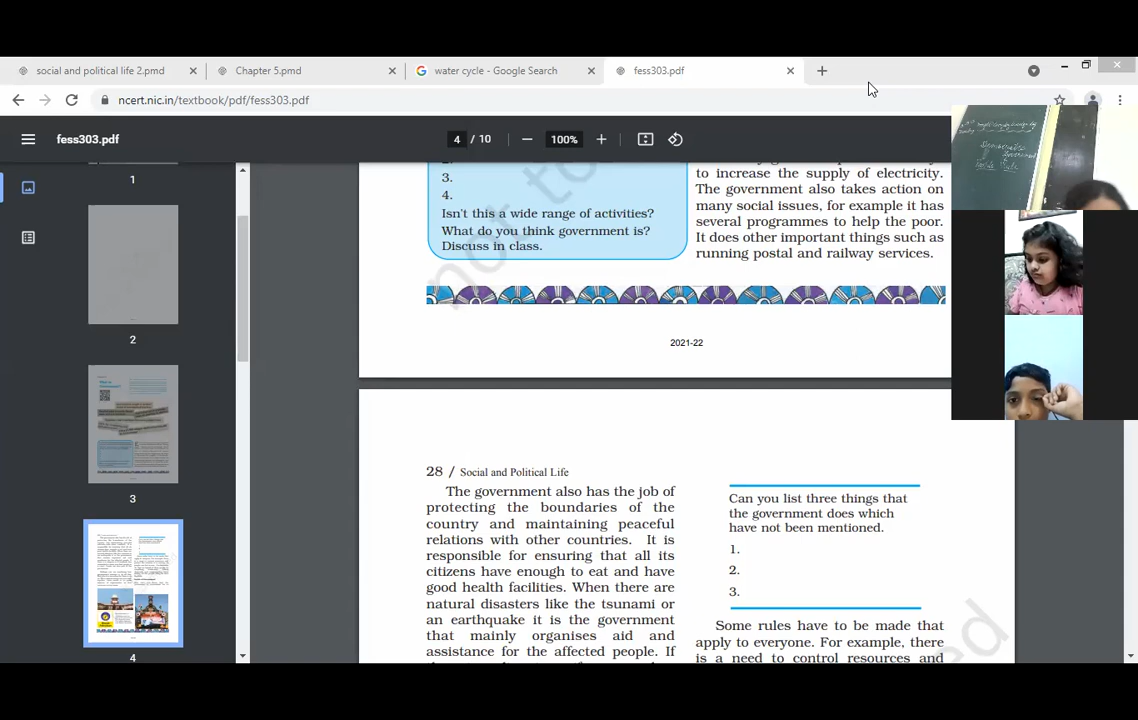 social and political life 2.pmd
Chapter 5.pmd
water cycle - Google Search
fess303.pdf
ncert.nic.in/textbook/pdf/fess303.pdf
fess303.pdf
4 / 10
100%
1
2
3
4
3.
4.
Isn't this a wide range of activities?
What do you think government is?
Discuss in class.
to increase the supply of electricity.
The government also takes action on
many social issues, for example it has
several programmes to help the poor.
It does other important things such as
running postal and railway services.
2021-22
28 / Social and Political Life
The government also has the job of
protecting the boundaries of the
country and maintaining peaceful
relations with other countries. It is
responsible for ensuring that all its
citizens have enough to eat and have
good health facilities. When there are
natural disasters like the tsunami or
an earthquake it is the government
that mainly organises aid and
assistance for the affected people. If
Can you list three things that
the government does which
have not been mentioned.
1.
2.
3.
Some rules have to be made that
apply to everyone. For example, there
is a need to control resources and